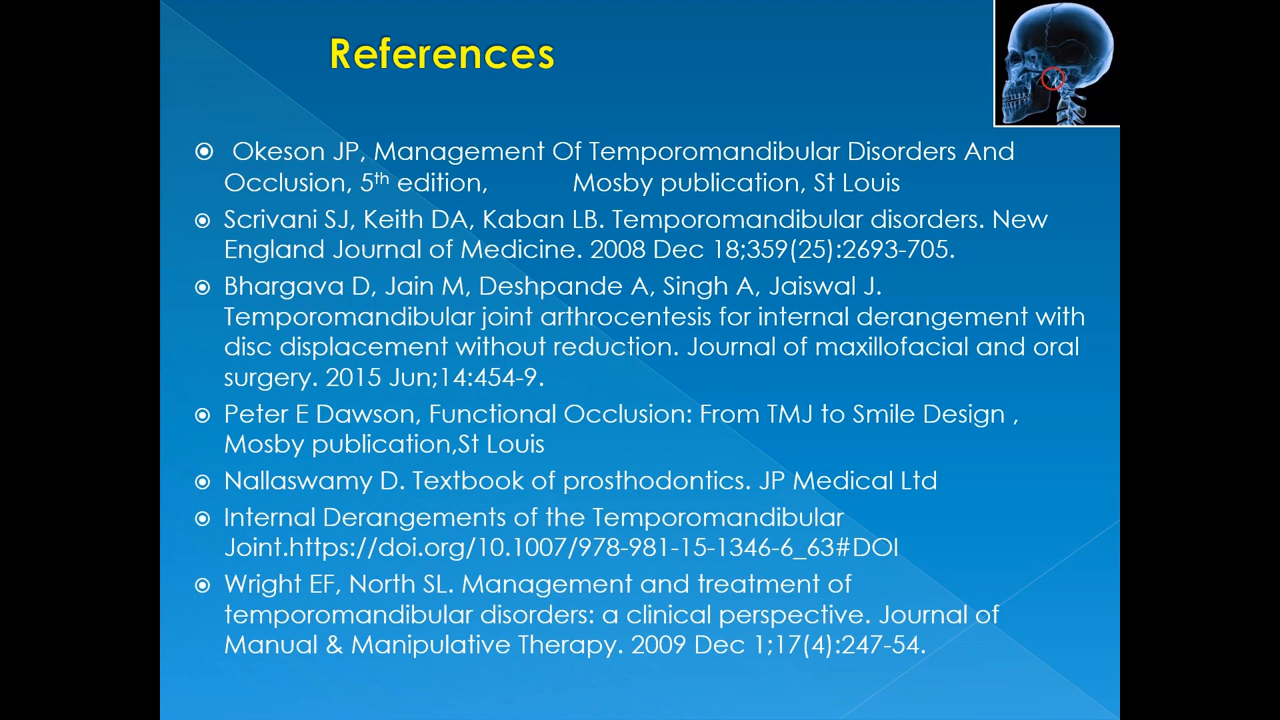 References
Okeson JP, Management Of Temporomandibular Disorders And
Occlusion, 5th edition, Mosby publication, St Louis
Scrivani SJ, Keith DA, Kaban LB. Temporomandibular disorders. New
England Journal of Medicine. 2008 Dec 18;359(25):2693-705.
Bhargava D, Jain M, Deshpande A, Singh A, Jaiswal J.
Temporomandibular joint arthrocentesis for internal derangement with
disc displacement without reduction. Journal of maxillofacial and oral
surgery. 2015 Jun;14:454-9.
Peter E Dawson, Functional Occlusion: From TMJ to Smile Design ,
Mosby publication,St Louis
Nallaswamy D. Textbook of prosthodontics. JP Medical Ltd
Internal Derangements of the Temporomandibular
Joint.https://doi.org/10.1007/978-981-15-1346-6_63#DOI
Wright EF, North SL. Management and treatment of
temporomandibular disorders: a clinical perspective. Journal of
Manual & Manipulative Therapy. 2009 Dec 1;17(4):247-54.